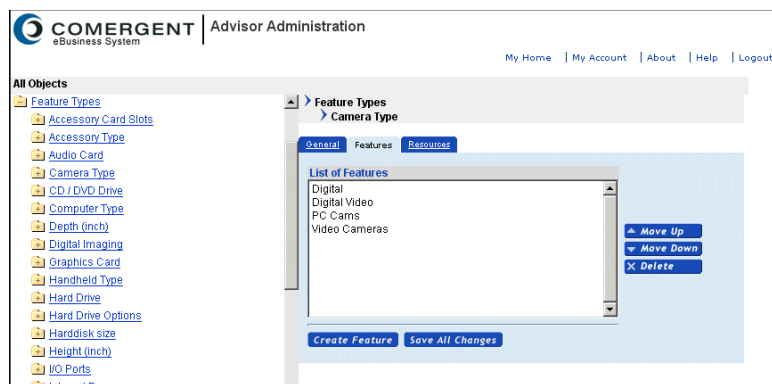 COMERGENT
eBusiness System
Advisor Administration
My Home | My Account | About | Help | Logout
All Objects
Feature Types
Accessory Card Slots
Accessory Type
Audio Card
Camera Type
CD / DVD Drive
Computer Type
Depth (inch)
Digital Imaging
Graphics Card
Handheld Type
Hard Drive
Hard Drive Options
Harddisk size
Height (inch)
I/O Ports
Feature Types
Camera Type
General Features Resources
List of Features
Digital
Digital Video
PC Cams
Video Cameras
Move Up
Move Down
Delete
Create Feature Save All Changes